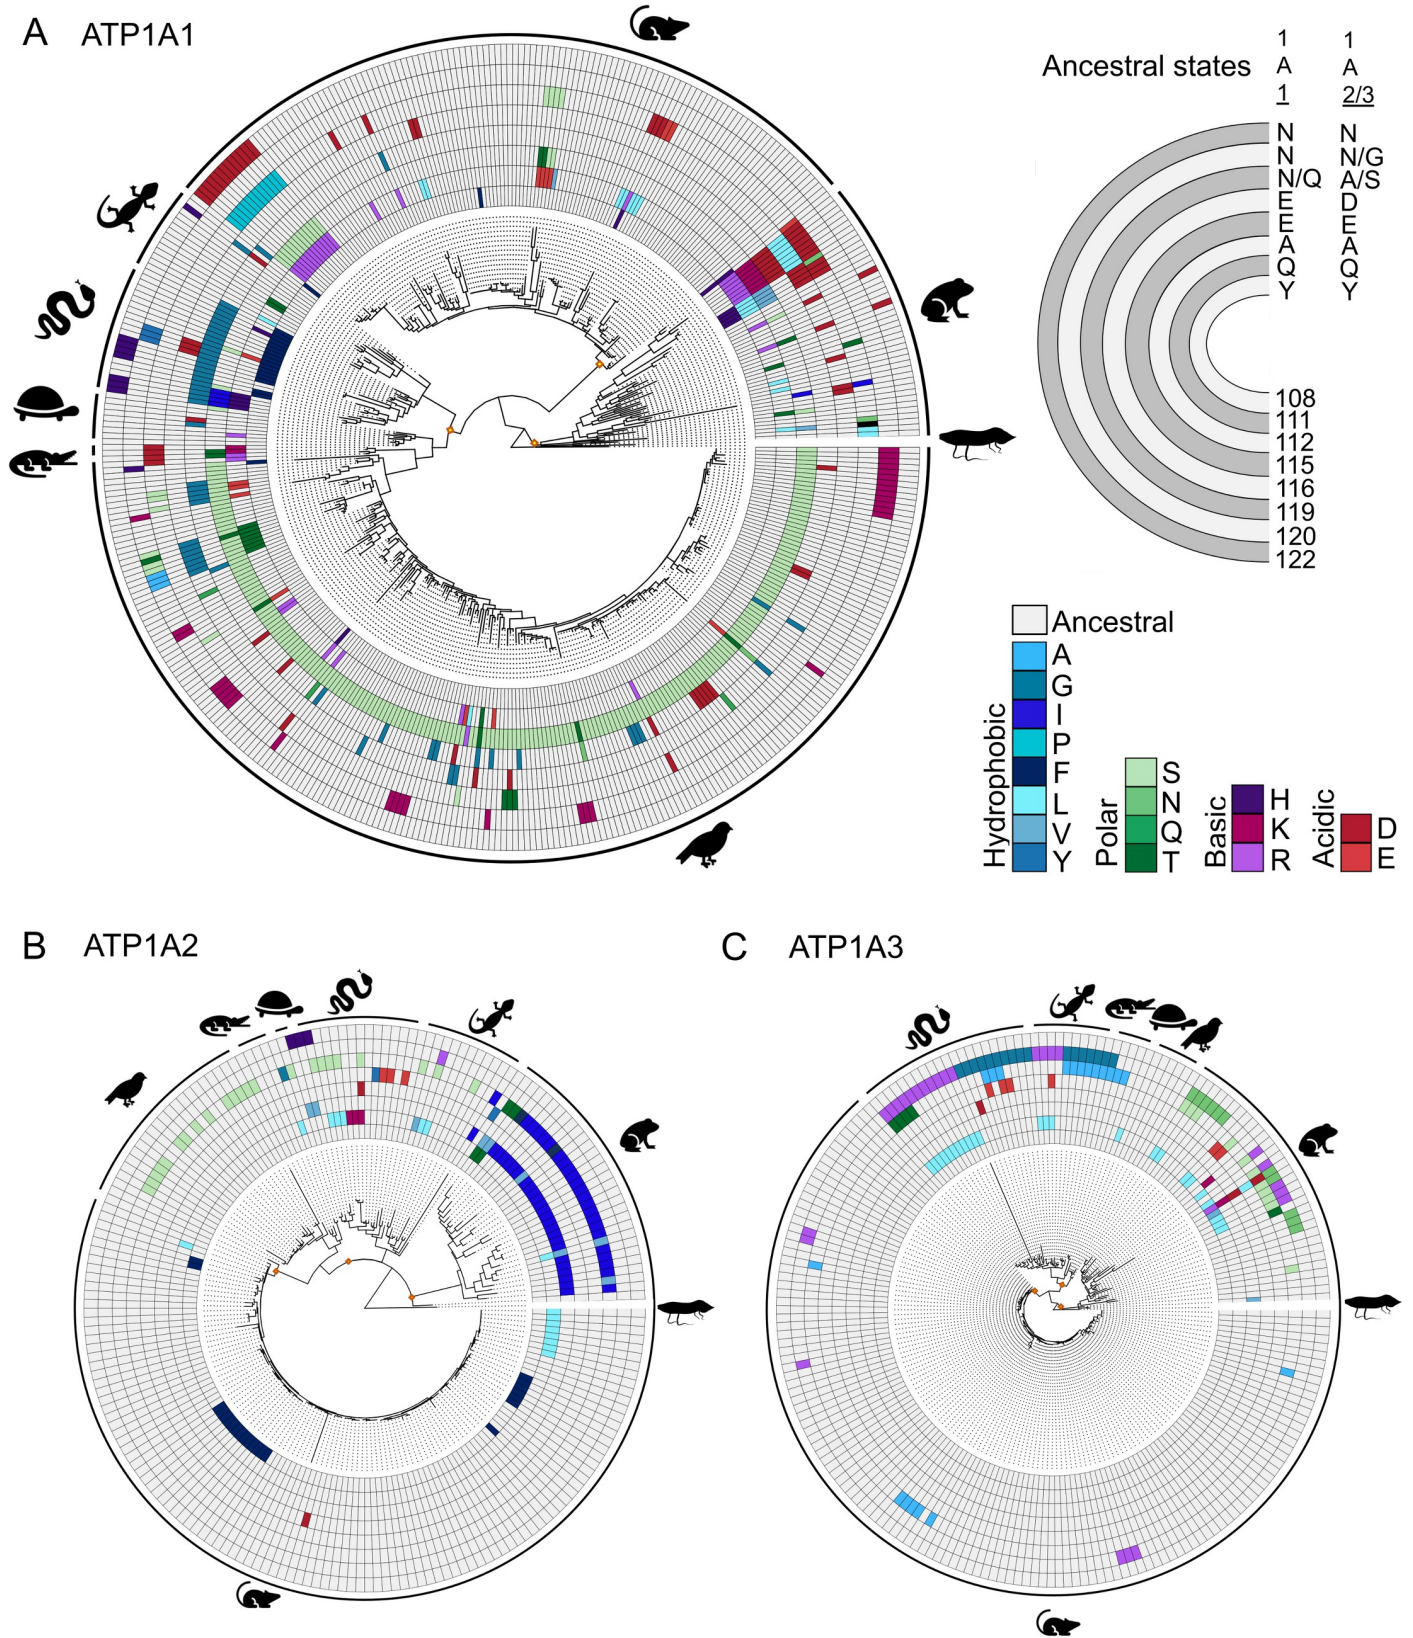 A ATP1A1
Ancestral states
1 1
A A
1 2/3
N N
N N/G
N/Q A/S
E D
E E
A A
Q Q
Y Y
108
111
112
115
116
119
120
122
Ancestral
Hydrophobic
A
G
I
P
F
L
V
Y
Polar
S
N
Q
T
Basic
H
K
R
Acidic
D
E
B ATP1A2
C ATP1A3